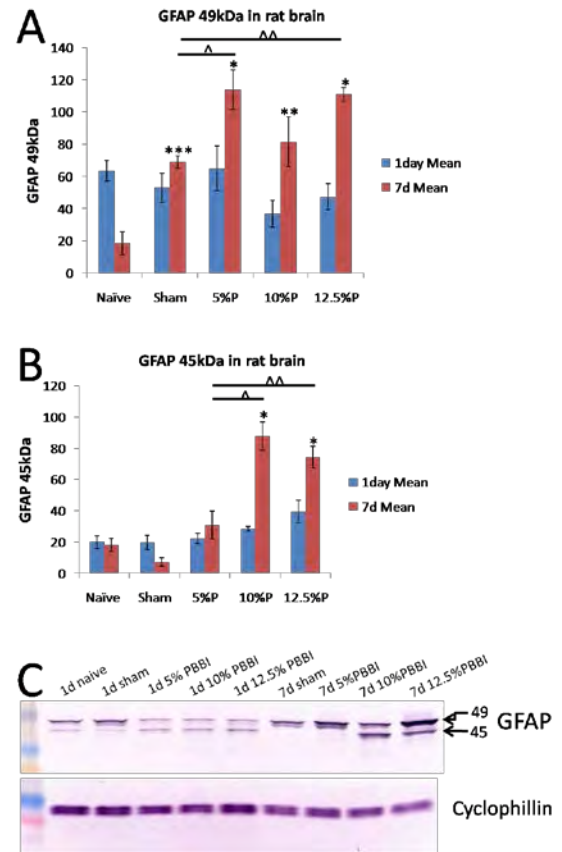 A
GFAP 49kDa in rat brain
^^
^
*
*
***
**
140
120
100
80
60
40
20
0
GFAP 49kDa
1day Mean
7d Mean
Naïve Sham 5%P 10%P 12.5%P
B
GFAP 45kDa in rat brain
^^
^
*
*
120
100
80
60
40
20
0
GFAP 45kDa
1day Mean
7d Mean
Naïve Sham 5%P 10%P 12.5%P
C
1d naive
1d sham
1d 5% PBBI
1d 10% PBBI
1d 12.5% PBBI
7d sham
7d 5%PBBI
7d 10%PBBI
7d 12.5%PBBI
49
45
GFAP
Cyclophillin